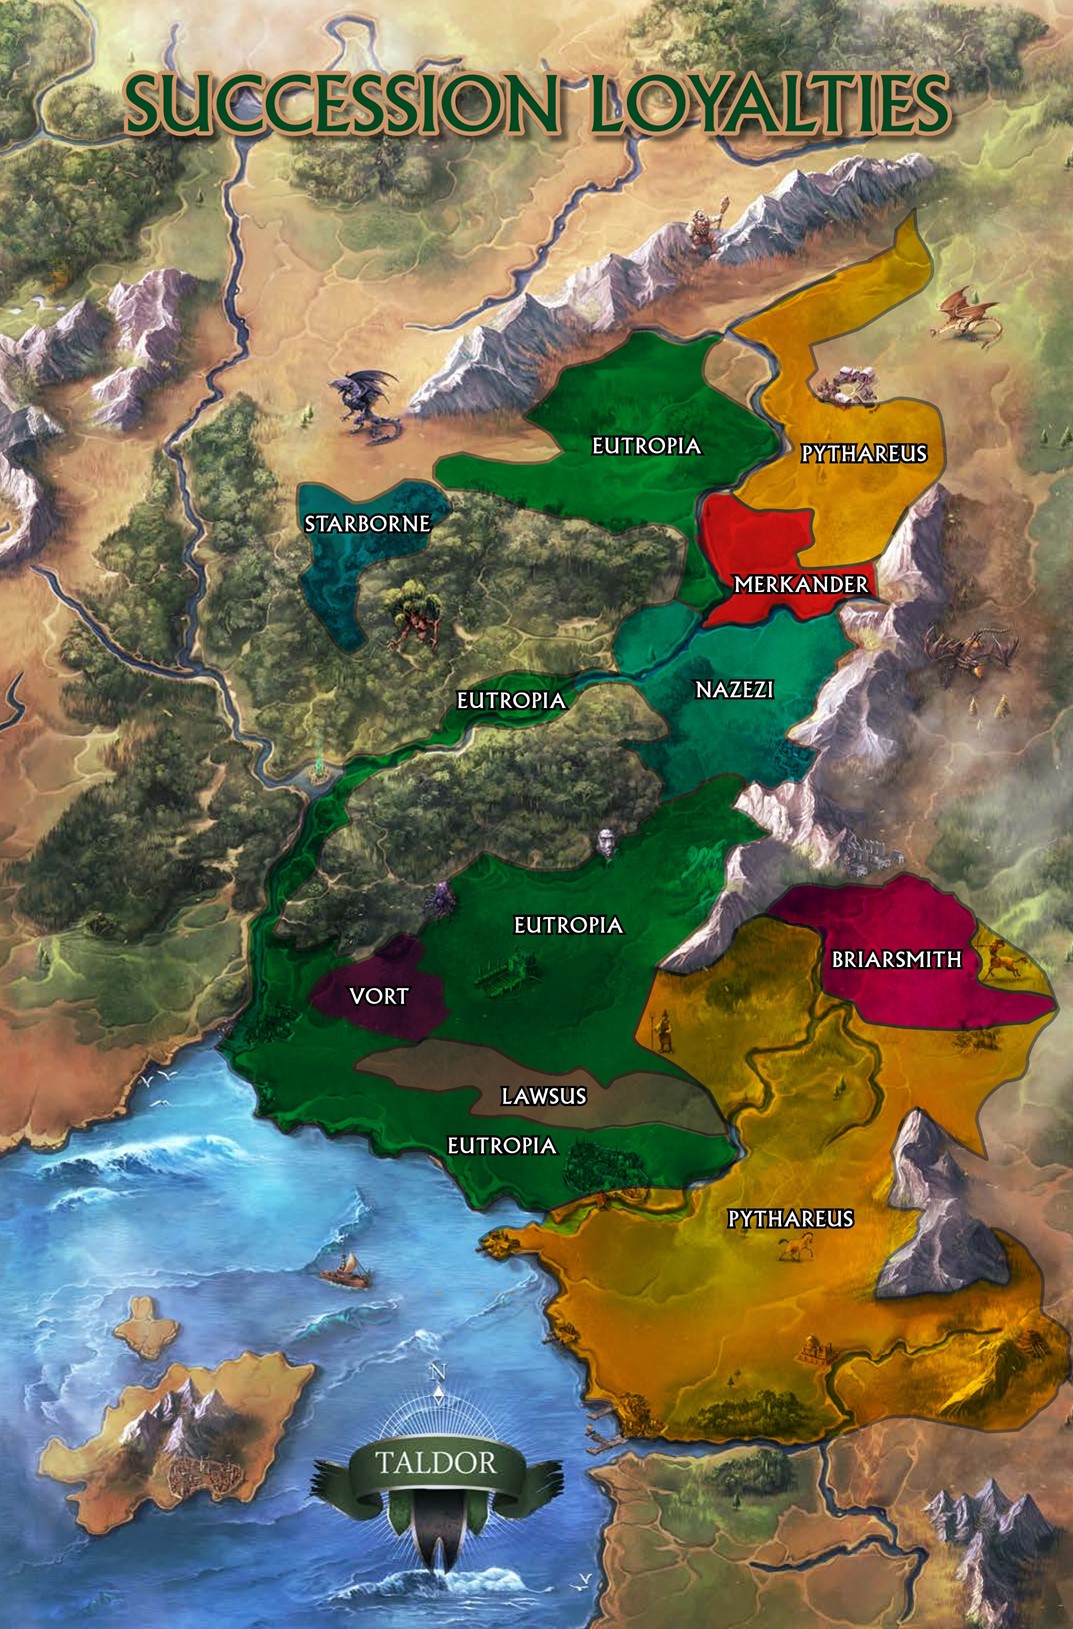 SUCCESSION LOYALTIES
EUTROPIA
PYTHAREUS
STARBORNE
MERKANDER
NAZEZI
EUTROPIA
EUTROPIA
BRIARSMITH
VORT
LAWSUS
EUTROPIA
PYTHAREUS
N
TALDOR